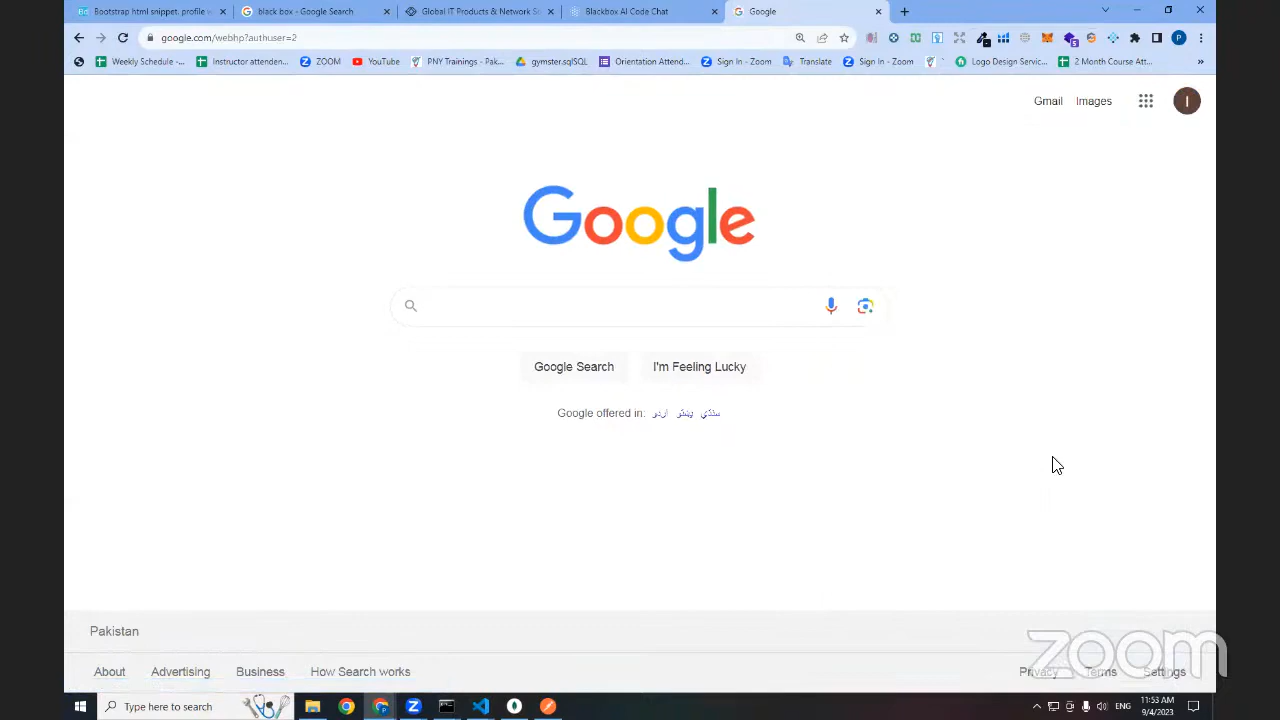 Bootstrap html snippet. profile
black box - Google Search
Global IT Products & Network S
Blackbox AI Code Chat
Google
google.com/webhp?authuser=2
Weekly Schedule -...
Instructor attenden...
ZOOM
YouTube
PNY Trainings - Pak...
gymster.sqlSQL
Orientation Attend...
Sign In - Zoom
Translate
Sign In - Zoom
Logo Design Servic...
2 Month Course Att...
Gmail
Images
I
Google
Google Search
I'm Feeling Lucky
Google offered in: اردو پښتو سنڌي
Pakistan
zoom
About
Advertising
Business
How Search works
Privacy
Terms
Settings
Type here to search
ENG
11:53 AM
9/4/2023